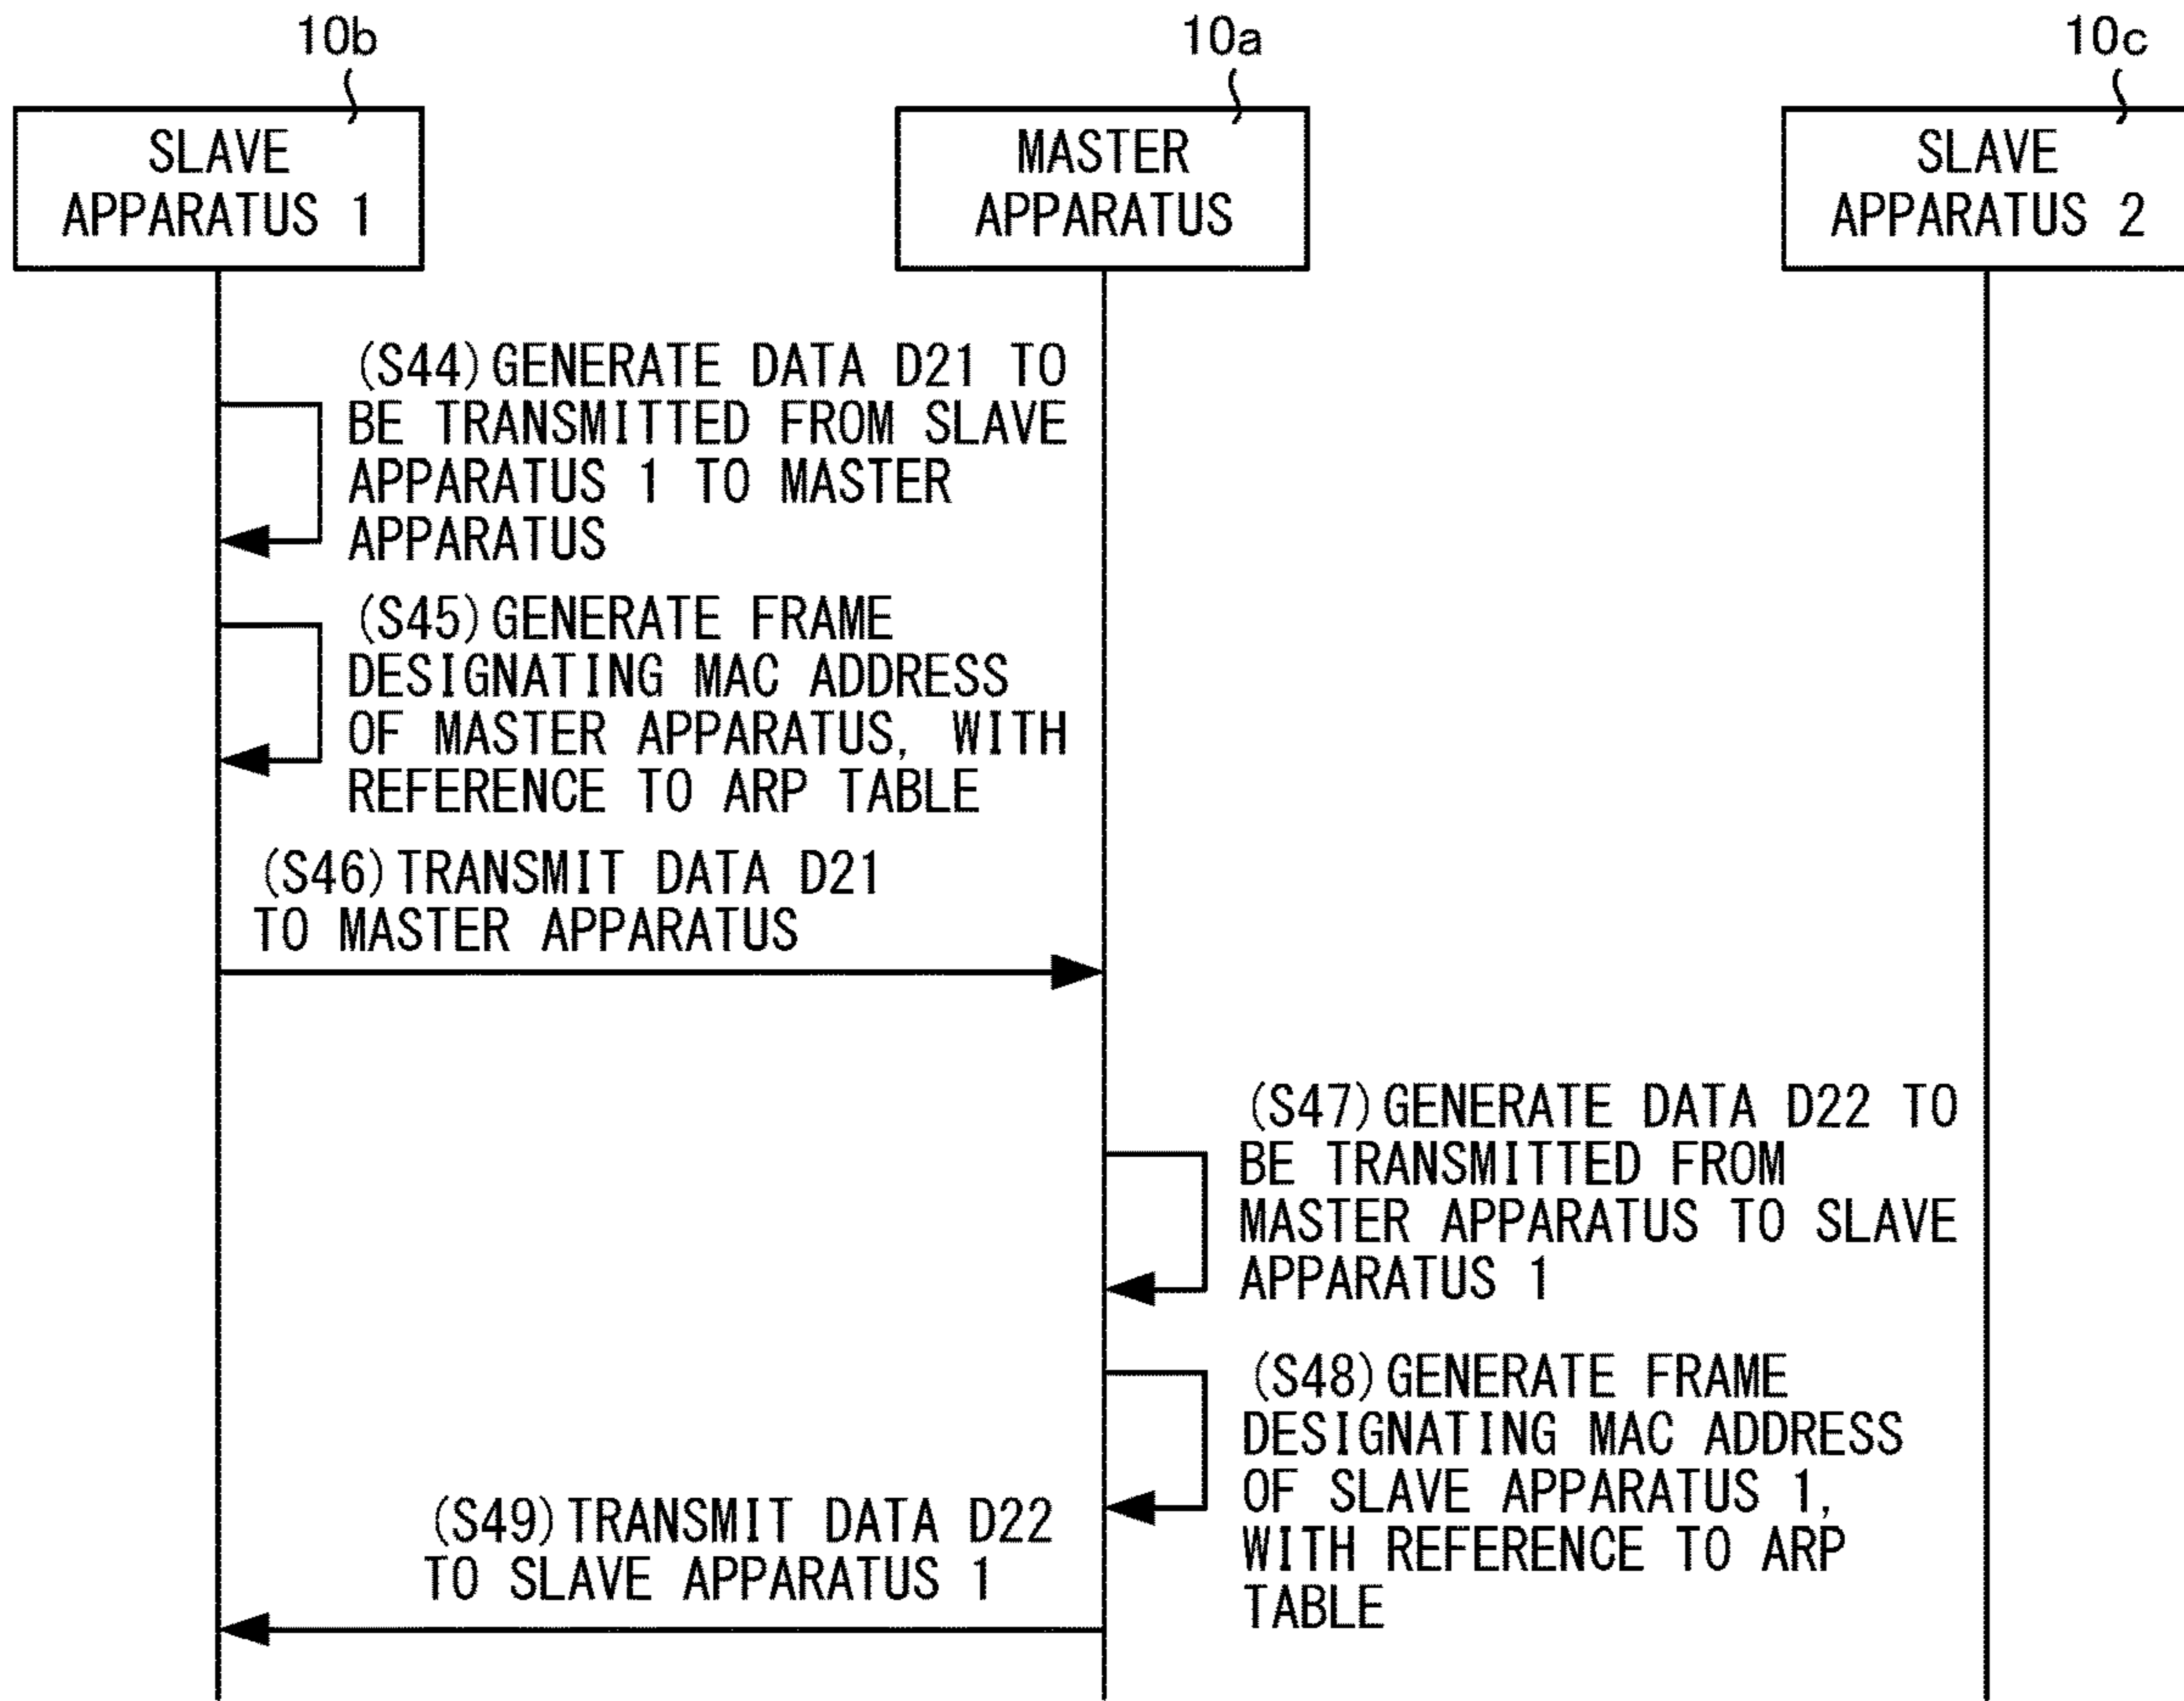 10b
10a
10c
SLAVE
APPARATUS 1
MASTER
APPARATUS
SLAVE
APPARATUS 2
(S44) GENERATE DATA D21 TO
BE TRANSMITTED FROM SLAVE
APPARATUS 1 TO MASTER
APPARATUS
(S45) GENERATE FRAME
DESIGNATING MAC ADDRESS
OF MASTER APPARATUS, WITH
REFERENCE TO ARP TABLE
(S46) TRANSMIT DATA D21
TO MASTER APPARATUS
(S47) GENERATE DATA D22 TO
BE TRANSMITTED FROM
MASTER APPARATUS TO SLAVE
APPARATUS 1
(S48) GENERATE FRAME
DESIGNATING MAC ADDRESS
OF SLAVE APPARATUS 1,
WITH REFERENCE TO ARP
TABLE
(S49) TRANSMIT DATA D22
TO SLAVE APPARATUS 1